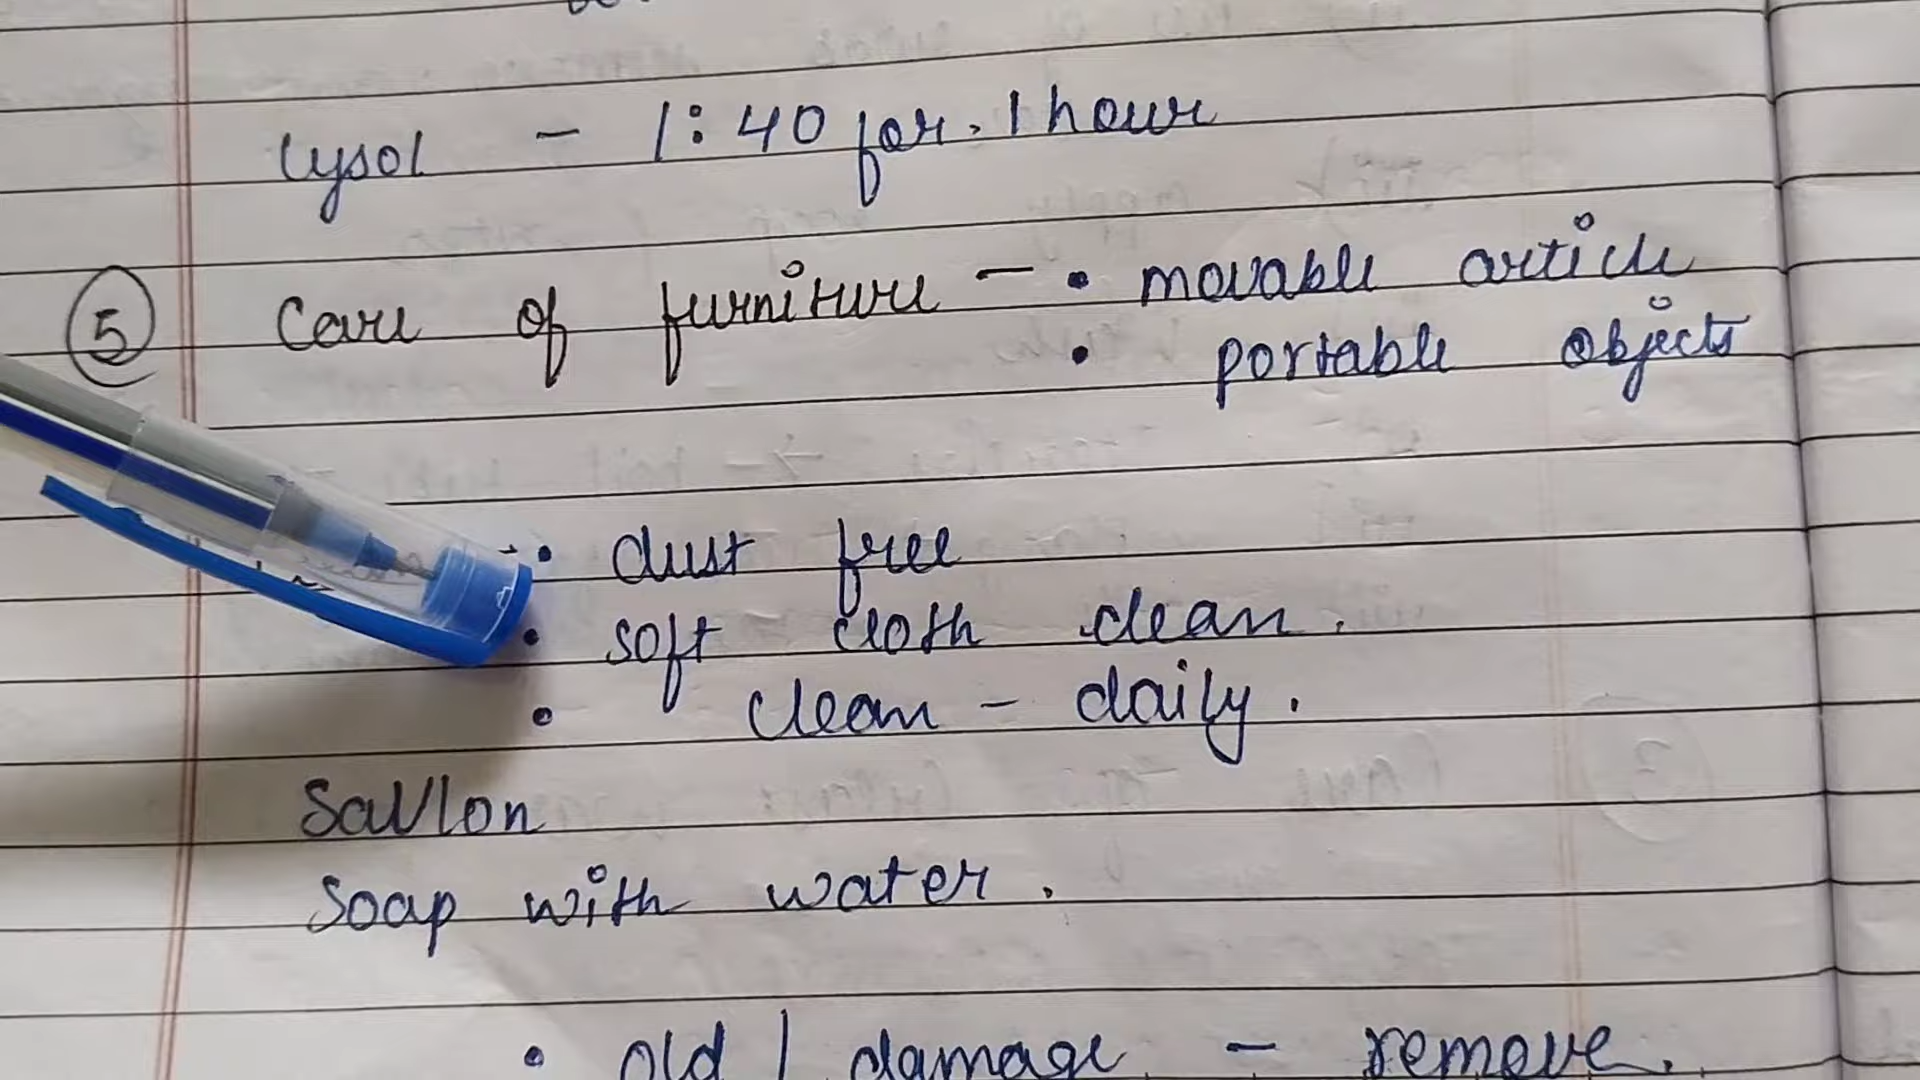 Lysol - 1:40 for. 1 hour
⑤ Care of furniture - • movable article
• portable objects
• dust free
• soft cloth clean.
• clean - daily.
Savlon
Soap with water.
• old / damage - remove.